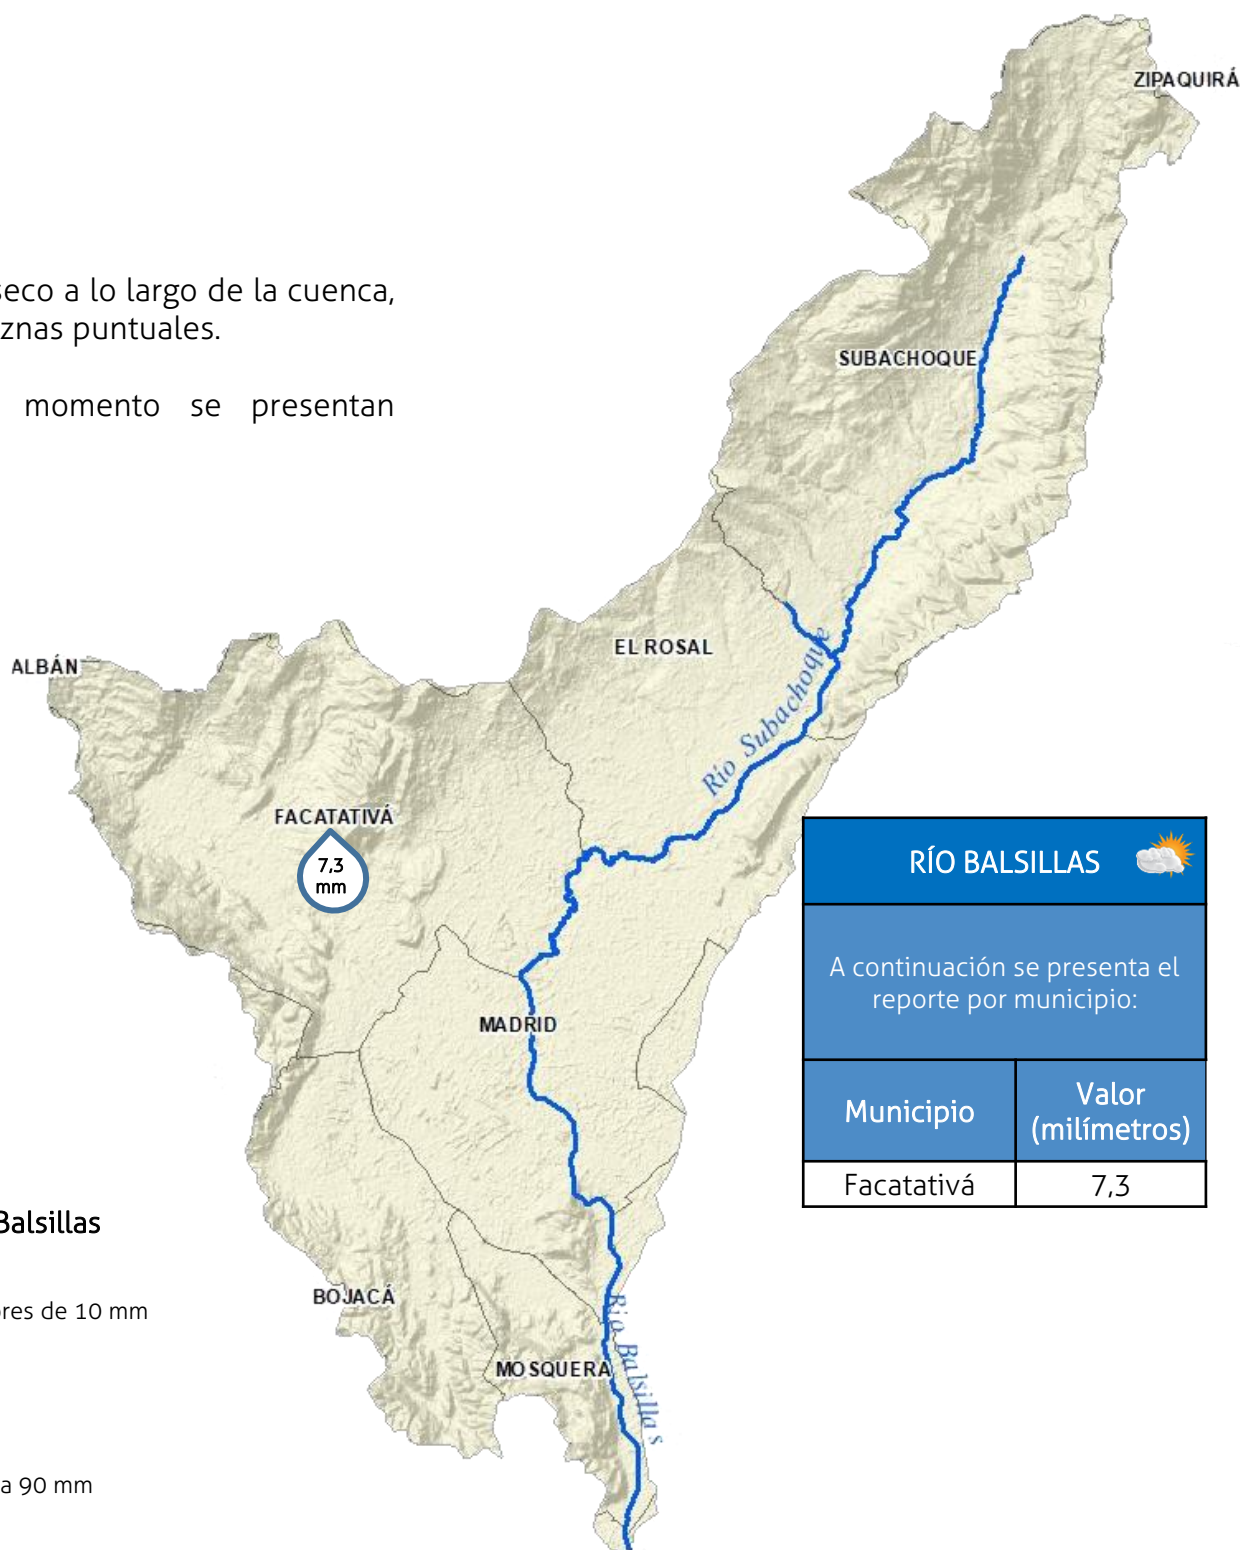 ZIPAQUIRÁ
seco a lo largo de la cuenca,
znas puntuales.
momento se presentan
SUBACHOQUE
EL ROSAL
ALBÁN
Río Subachoque
FACATATIVÁ
7,3
mm
MADRID
RÍO BALSILLAS
A continuación se presenta el
reporte por municipio:
Municipio
Valor
(milímetros)
Facatativá
7,3
Balsillas
res de 10 mm
BOJACÁ
MOSQUERA
Río Balsillas
a 90 mm